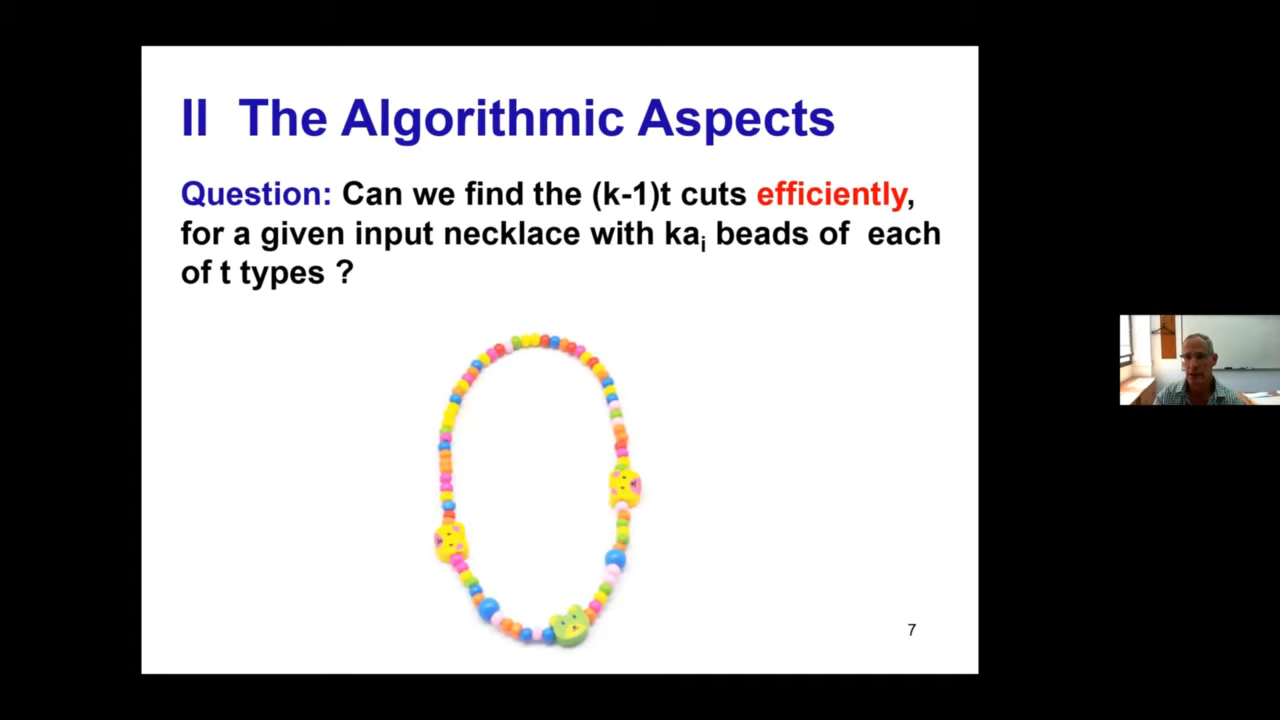 II The Algorithmic Aspects
Question: Can we find the (k-1)t cuts efficiently,
for a given input necklace with kaᵢ beads of each
of t types ?
7